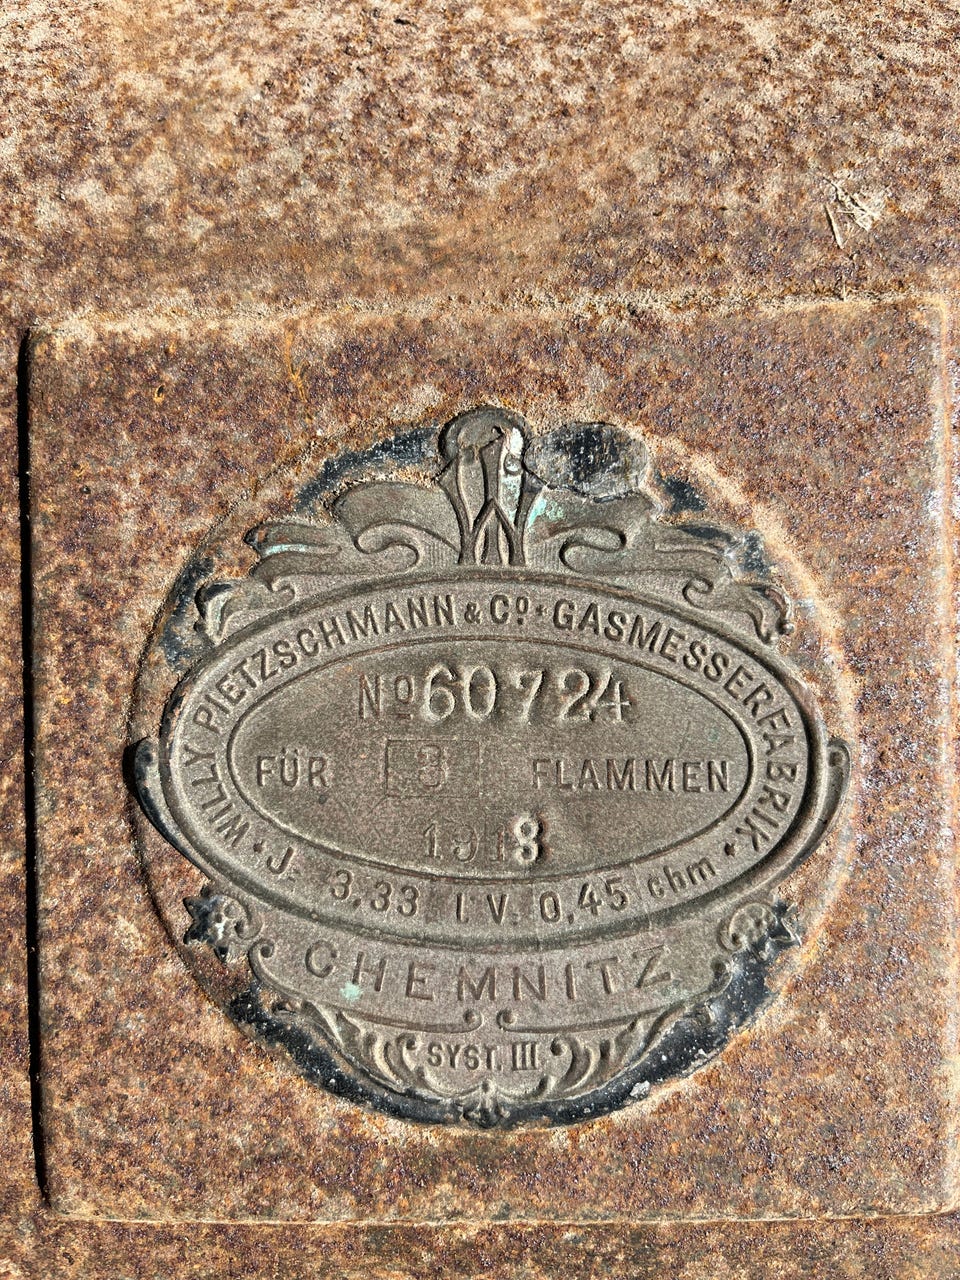 WILLY PIETZSCHMANN & Cº · GASMESSERFABRIK ·
Nº 60724
FÜR 3 FLAMMEN
1918
J = 3,33 l V. 0,45 cbm
CHEMNITZ
SYST. III